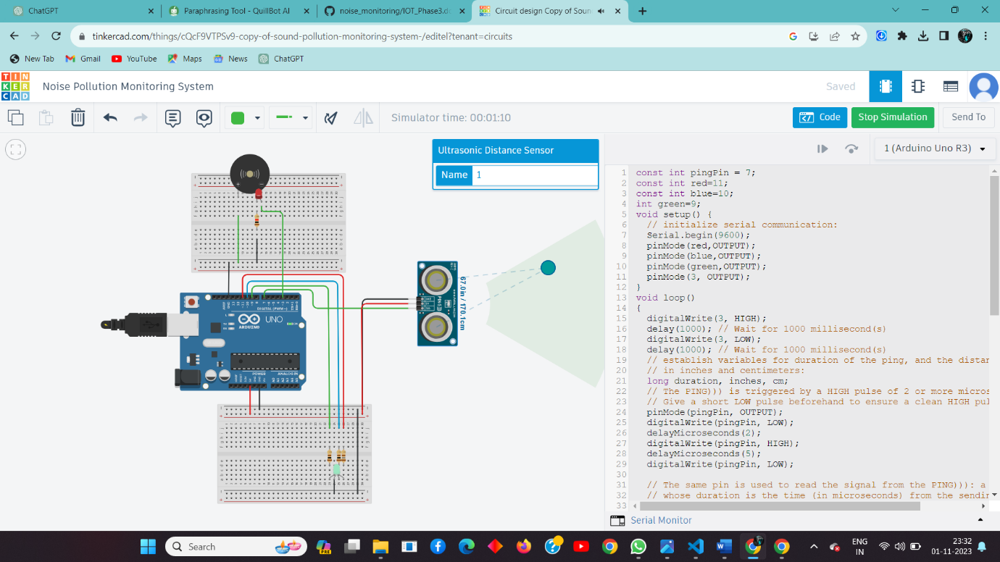 ChatGPT
Paraphrasing Tool - QuillBot AI
noise_monitoring/IOT_Phase3.do
Circuit design Copy of Soun
tinkercad.com/things/cQcF9VTPSv9-copy-of-sound-pollution-monitoring-system-/editel?tenant=circuits
New Tab
Gmail
YouTube
Maps
News
ChatGPT
TIN
KER
CAD
Noise Pollution Monitoring System
Saved
Simulator time: 00:01:10
Code
Stop Simulation
Send To
Ultrasonic Distance Sensor
Name 1
1 (Arduino Uno R3)
67.0in / 170.1cm
DIGITAL (PWM~)
UNO
ARDUINO
POWER
ANALOG IN
1 const int pingPin = 7;
2 const int red=11;
3 const int blue=10;
4 int green=9;
5 void setup() {
6 // initialize serial communication:
7 Serial.begin(9600);
8 pinMode(red,OUTPUT);
9 pinMode(blue,OUTPUT);
10 pinMode(green,OUTPUT);
11 pinMode(3, OUTPUT);
12 }
13 void loop()
14 {
15 digitalWrite(3, HIGH);
16 delay(1000); // Wait for 1000 millisecond(s)
17 digitalWrite(3, LOW);
18 delay(1000); // Wait for 1000 millisecond(s)
19 // establish variables for duration of the ping, and the distan
20 // in inches and centimeters:
21 long duration, inches, cm;
22 // The PING))) is triggered by a HIGH pulse of 2 or more micros
23 // Give a short LOW pulse beforehand to ensure a clean HIGH pul
24 pinMode(pingPin, OUTPUT);
25 digitalWrite(pingPin, LOW);
26 delayMicroseconds(2);
27 digitalWrite(pingPin, HIGH);
28 delayMicroseconds(5);
29 digitalWrite(pingPin, LOW);
30
31 // The same pin is used to read the signal from the PING))): a
32 // whose duration is the time (in microseconds) from the sendin
33
Serial Monitor
Search
PRE
ENG
IN
23:32
01-11-2023